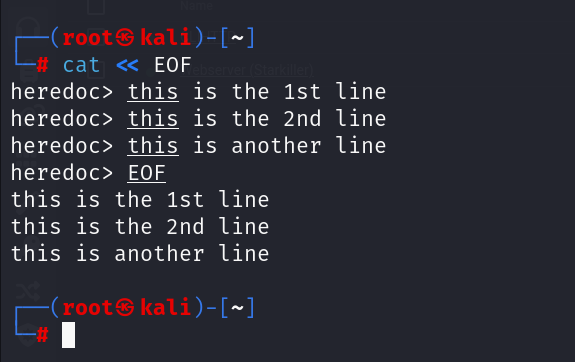 ┌──(root㉿kali)-[~]
└─# cat << EOF
heredoc> this is the 1st line
heredoc> this is the 2nd line
heredoc> this is another line
heredoc> EOF
this is the 1st line
this is the 2nd line
this is another line
┌──(root㉿kali)-[~]
└─#